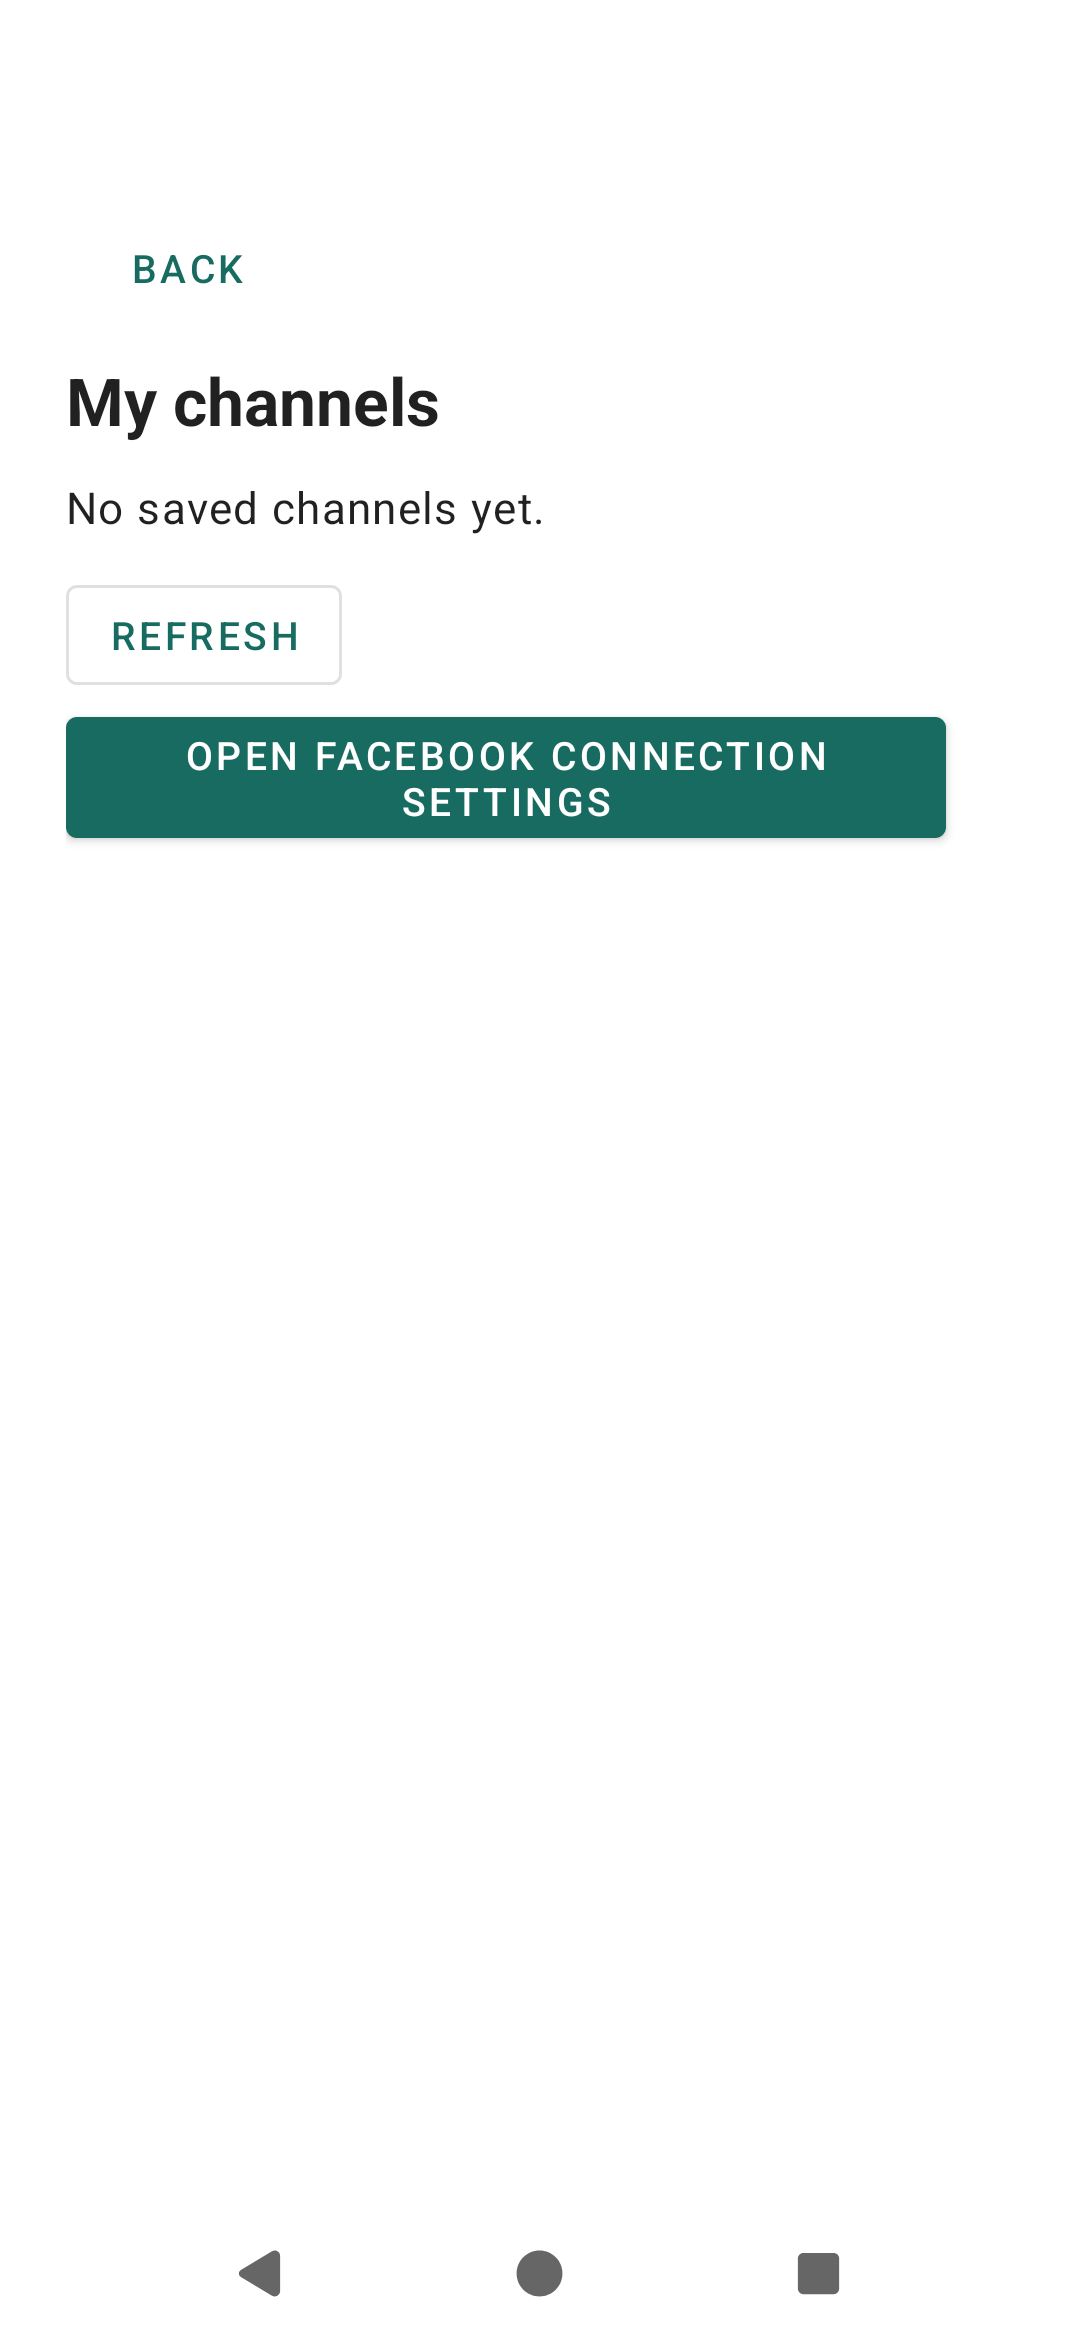 BACK
My channels
No saved channels yet.
REFRESH
OPEN FACEBOOK CONNECTION
SETTINGS